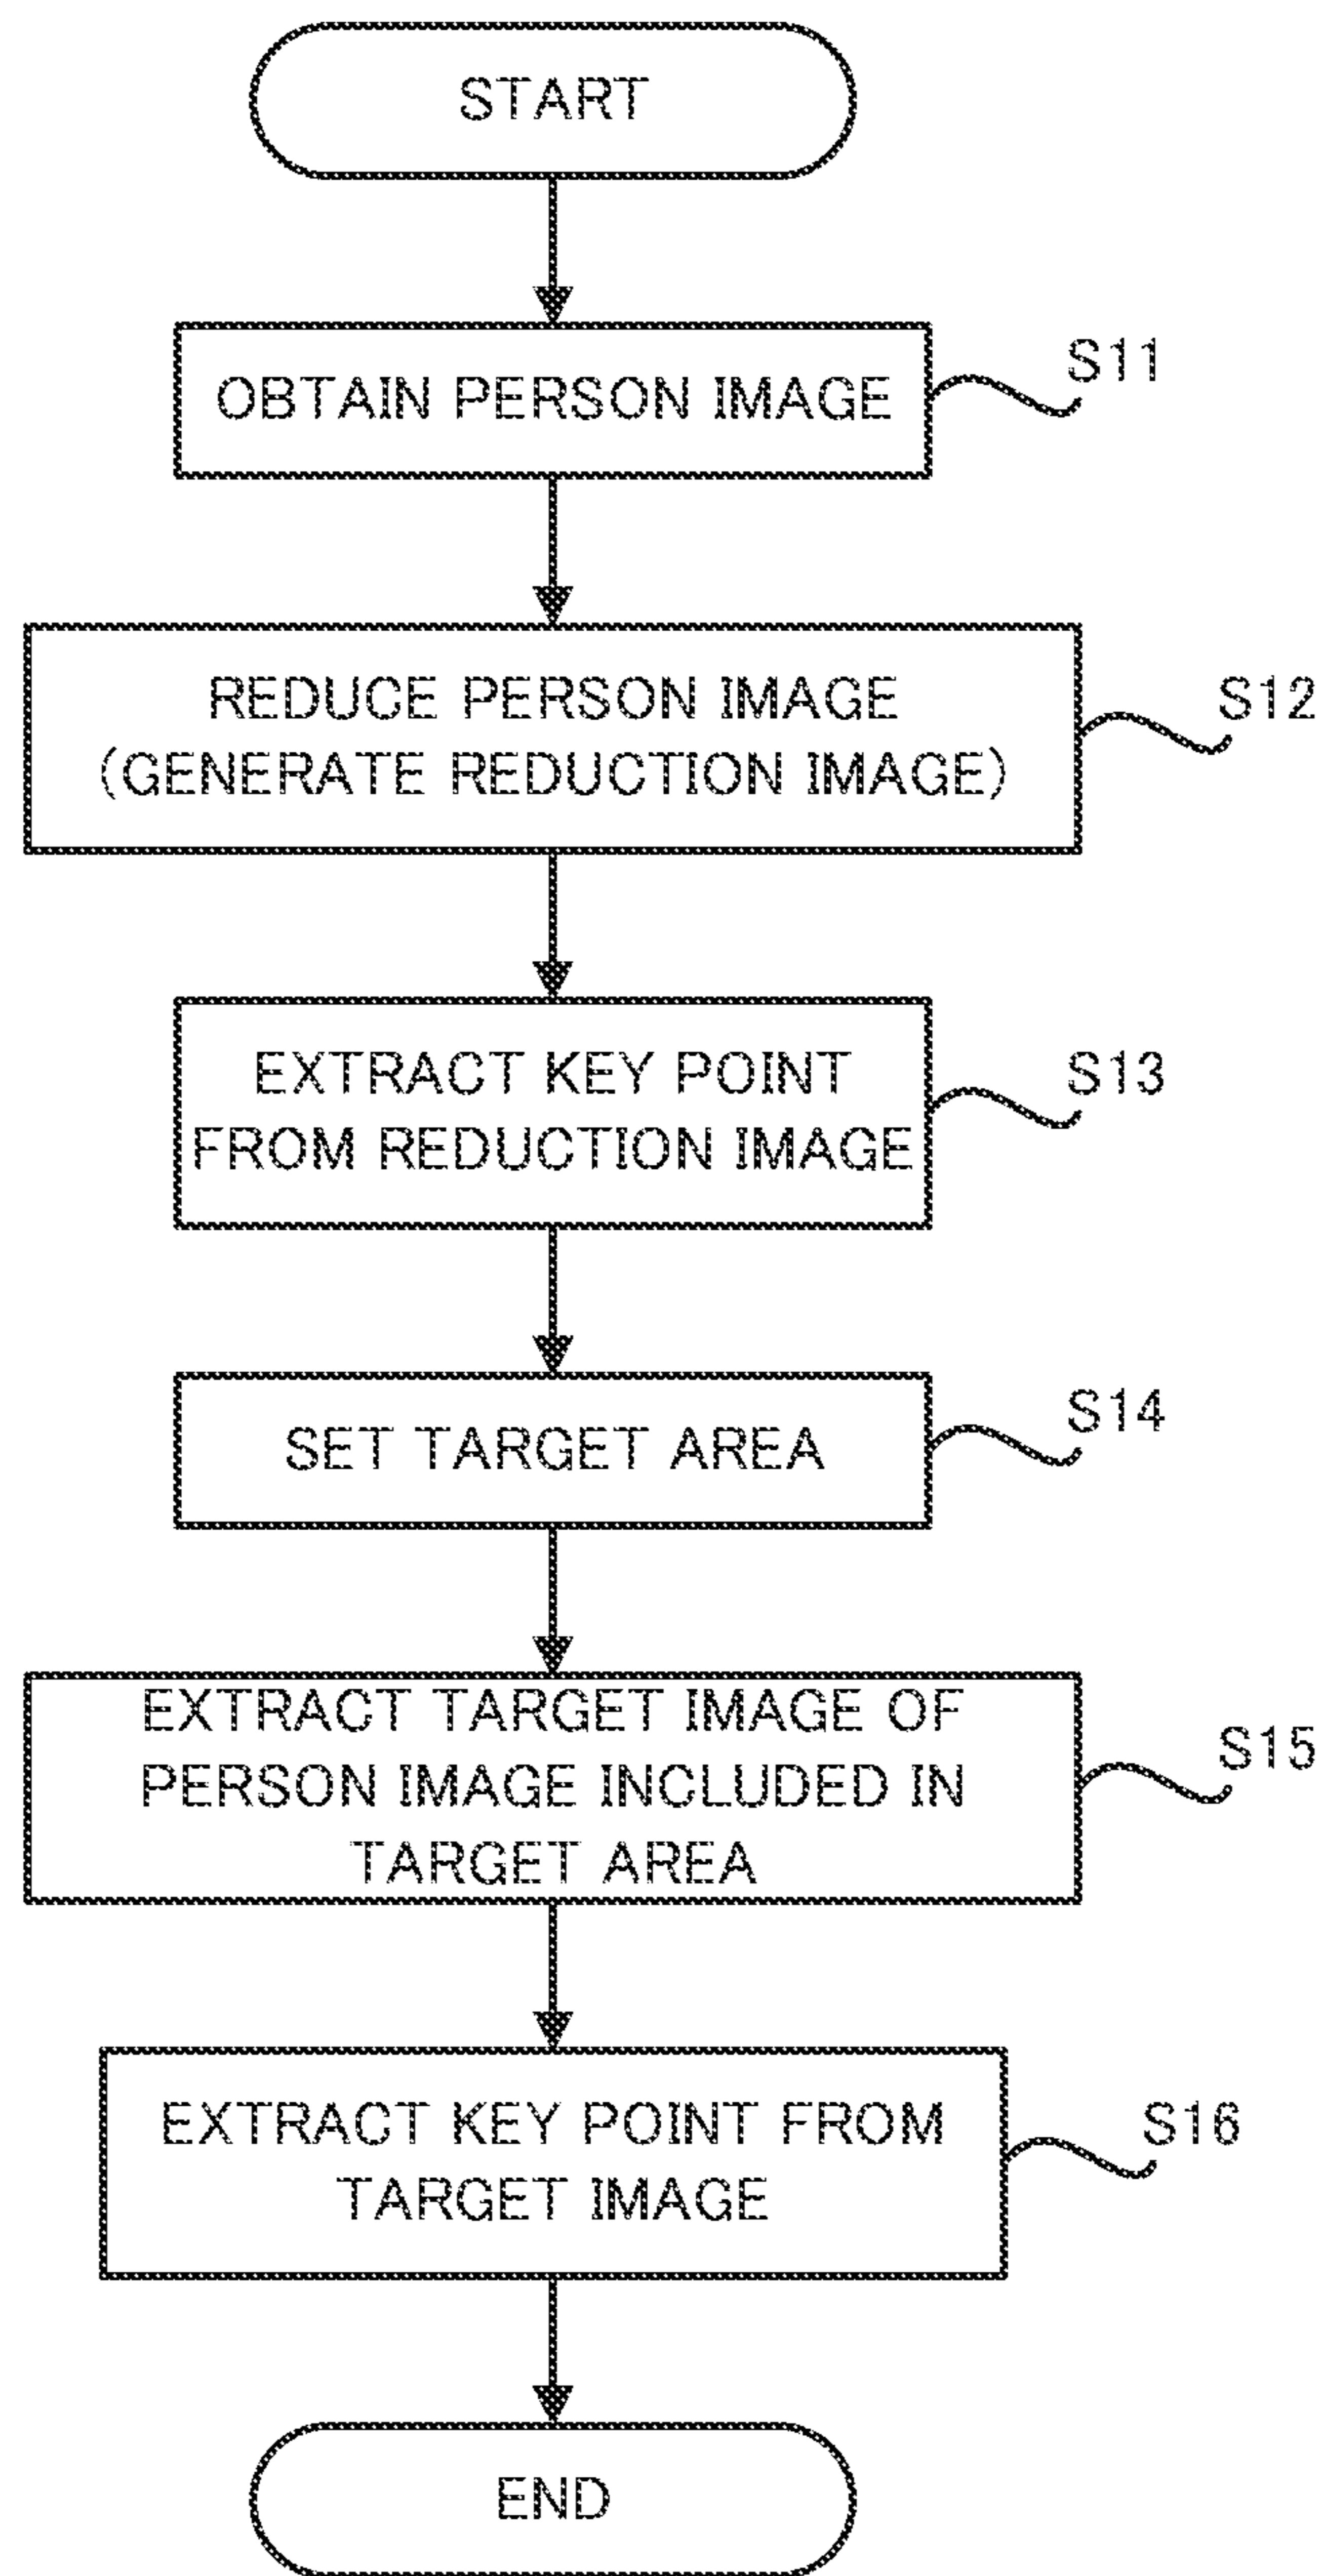 START
OBTAIN PERSON IMAGE
S11
REDUCE PERSON IMAGE
(GENERATE REDUCTION IMAGE)
S12
EXTRACT KEY POINT
FROM REDUCTION IMAGE
S13
SET TARGET AREA
S14
EXTRACT TARGET IMAGE OF
PERSON IMAGE INCLUDED IN
TARGET AREA
S15
EXTRACT KEY POINT FROM
TARGET IMAGE
S16
END